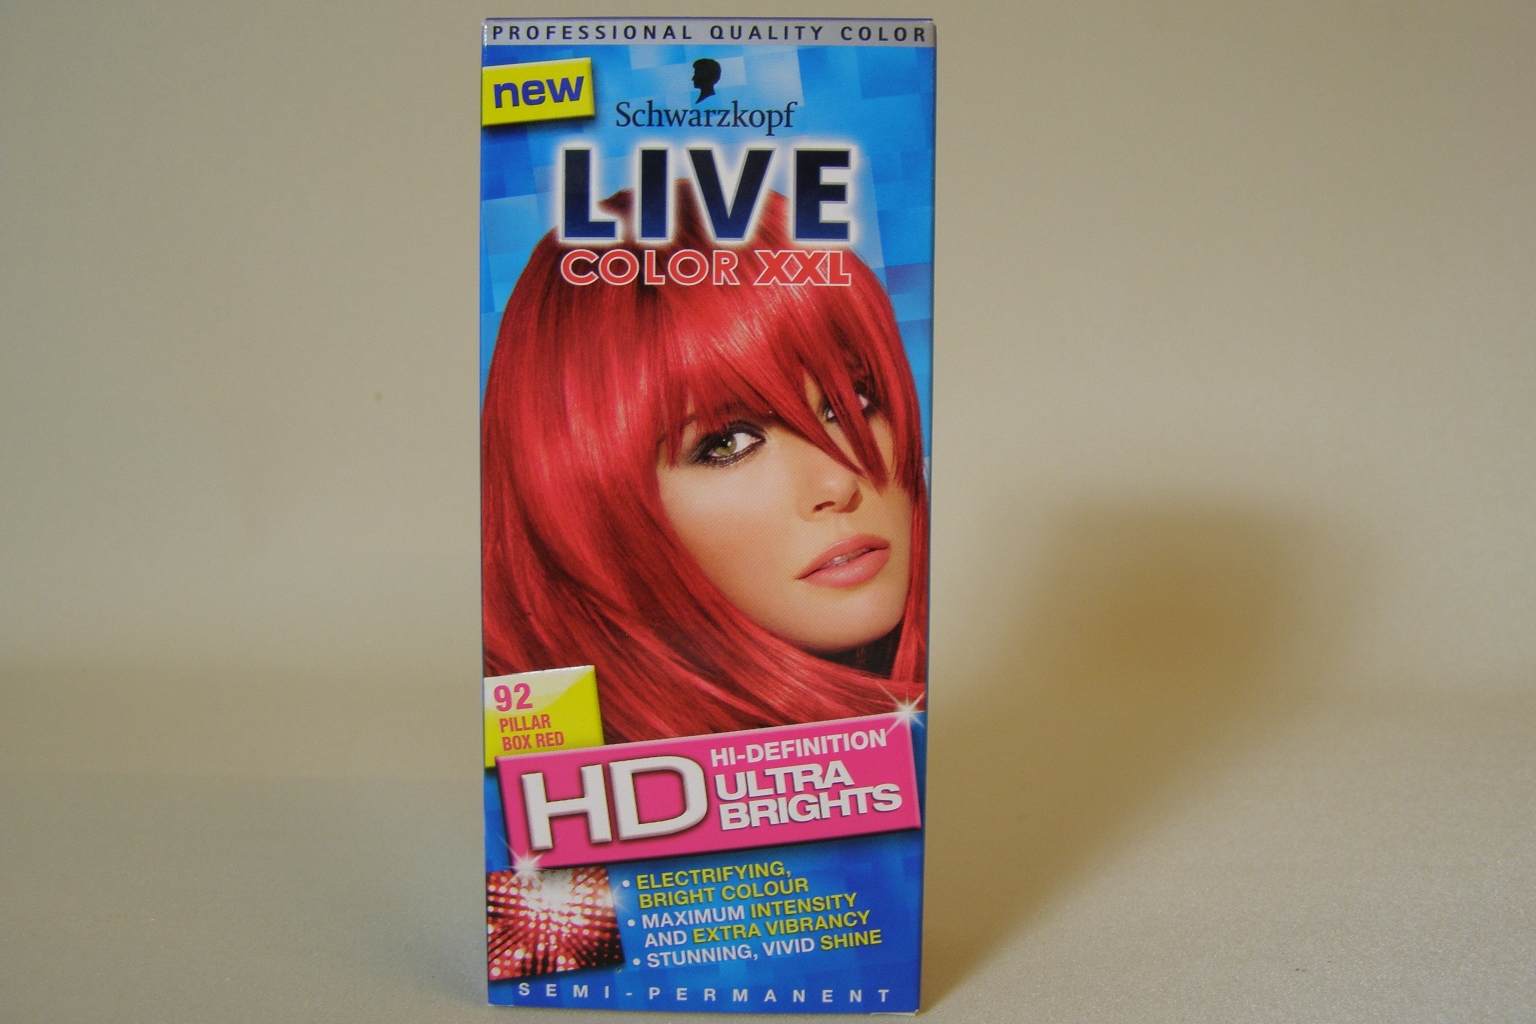 PROFESSIONAL QUALITY COLOR
new
Schwarzkopf
LIVE
COLOR XXL
92
PILLAR
BOX RED
HD
HI-DEFINITION
ULTRA
BRIGHTS
• ELECTRIFYING,
BRIGHT COLOUR
• MAXIMUM INTENSITY
AND EXTRA VIBRANCY
• STUNNING, VIVID SHINE
SEMI-PERMANENT